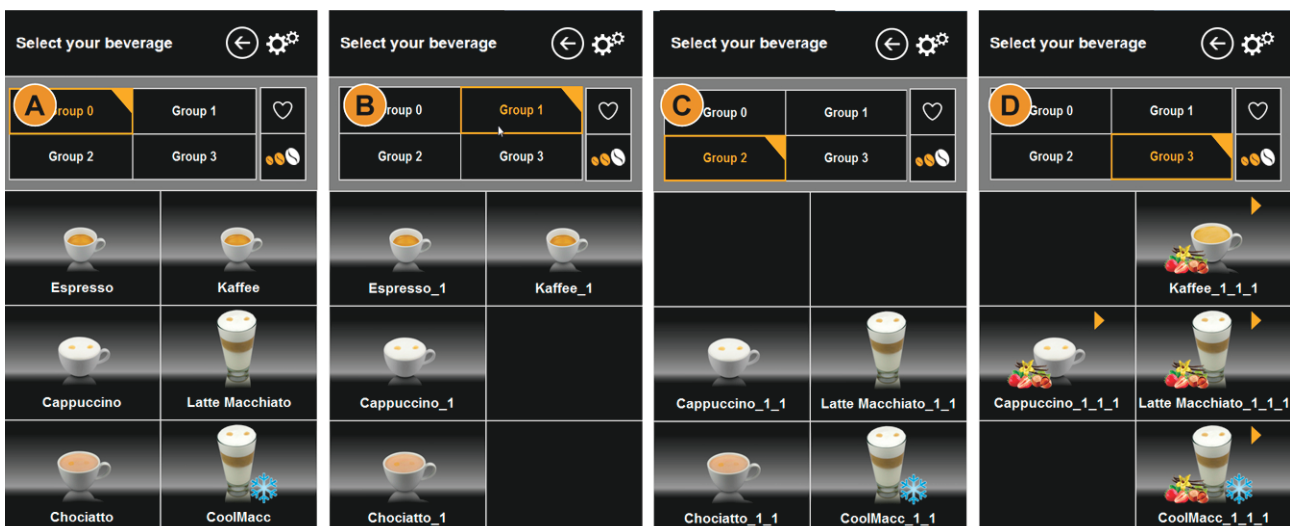 Select your beverage
A
roup 0
Group 1
Group 2
Group 3
Espresso
Kaffee
Cappuccino
Latte Macchiato
Chociatto
CoolMacc
Select your beverage
B
roup 0
Group 1
Group 2
Group 3
Espresso_1
Kaffee_1
Cappuccino_1
Chociatto_1
Select your beverage
C
Group 0
Group 1
Group 2
Group 3
Cappuccino_1_1
Latte Macchiato_1_1
Chociatto_1_1
CoolMacc_1_1
Select your beverage
D
Group 0
Group 1
Group 2
Group 3
Kaffee_1_1_1
Cappuccino_1_1_1
Latte Macchiato_1_1_1
CoolMacc_1_1_1